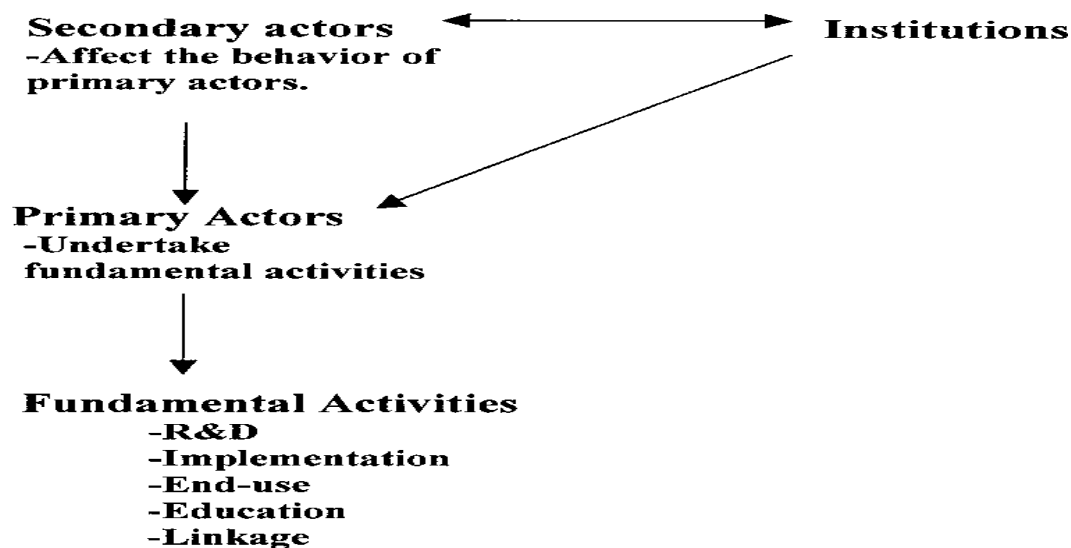 Secondary actors
-Affect the behavior of
primary actors.
Institutions
Primary Actors
-Undertake
fundamental activities
Fundamental Activities
-R&D
-Implementation
-End-use
-Education
-Linkage